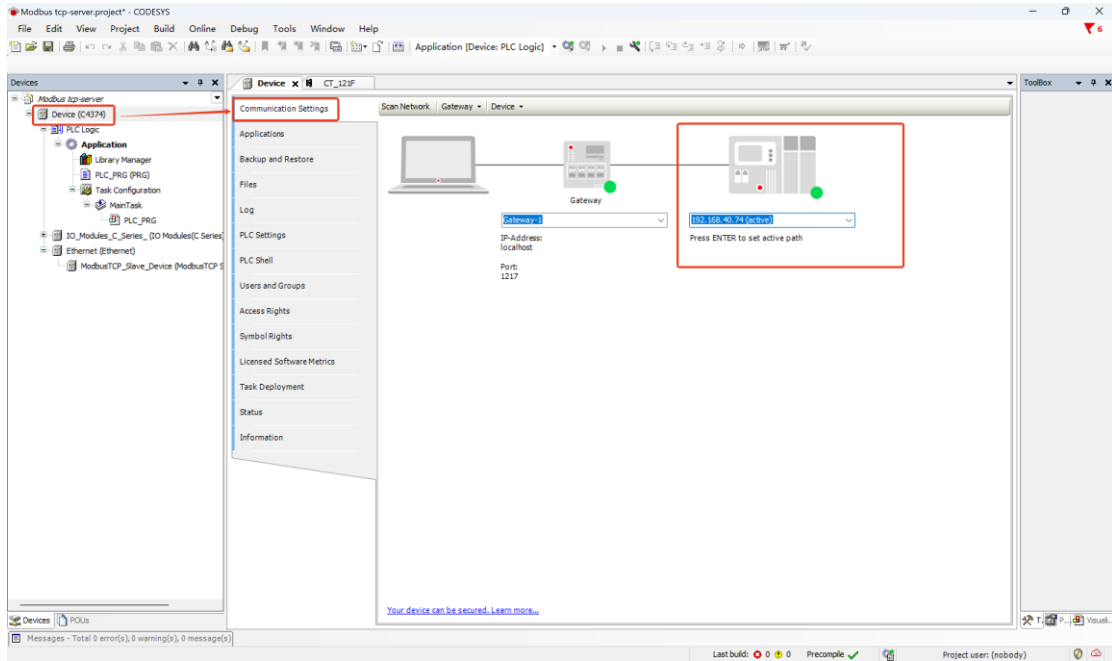 Modbus tcp-server.project* - CODESYS
File Edit View Project Build Online Debug Tools Window Help
6
Application [Device: PLC Logic]
Devices
Device
CT_121F
ToolBox
Modbus tcp-server
Device (C4374)
PLC Logic
Application
Library Manager
PLC_PRG (PRG)
Task Configuration
MainTask
PLC_PRG
IO_Modules_C_Series_ (IO Modules(C Series
Ethernet (Ethernet)
ModbusTCP_Slave_Device (ModbusTCP S
Communication Settings
Applications
Backup and Restore
Files
Log
PLC Settings
PLC Shell
Users and Groups
Access Rights
Symbol Rights
Licensed Software Metrics
Task Deployment
Status
Information
Scan Network Gateway Device
Gateway
Gateway-1
IP-Address:
localhost
Port:
1217
192.168.40.74 (active)
Press ENTER to set active path
Your device can be secured. Learn more...
Devices POUs
T... P... Visuali...
Messages - Total 0 error(s), 0 warning(s), 0 message(s)
Last build: 0 0 Precompile Project user: (nobody)